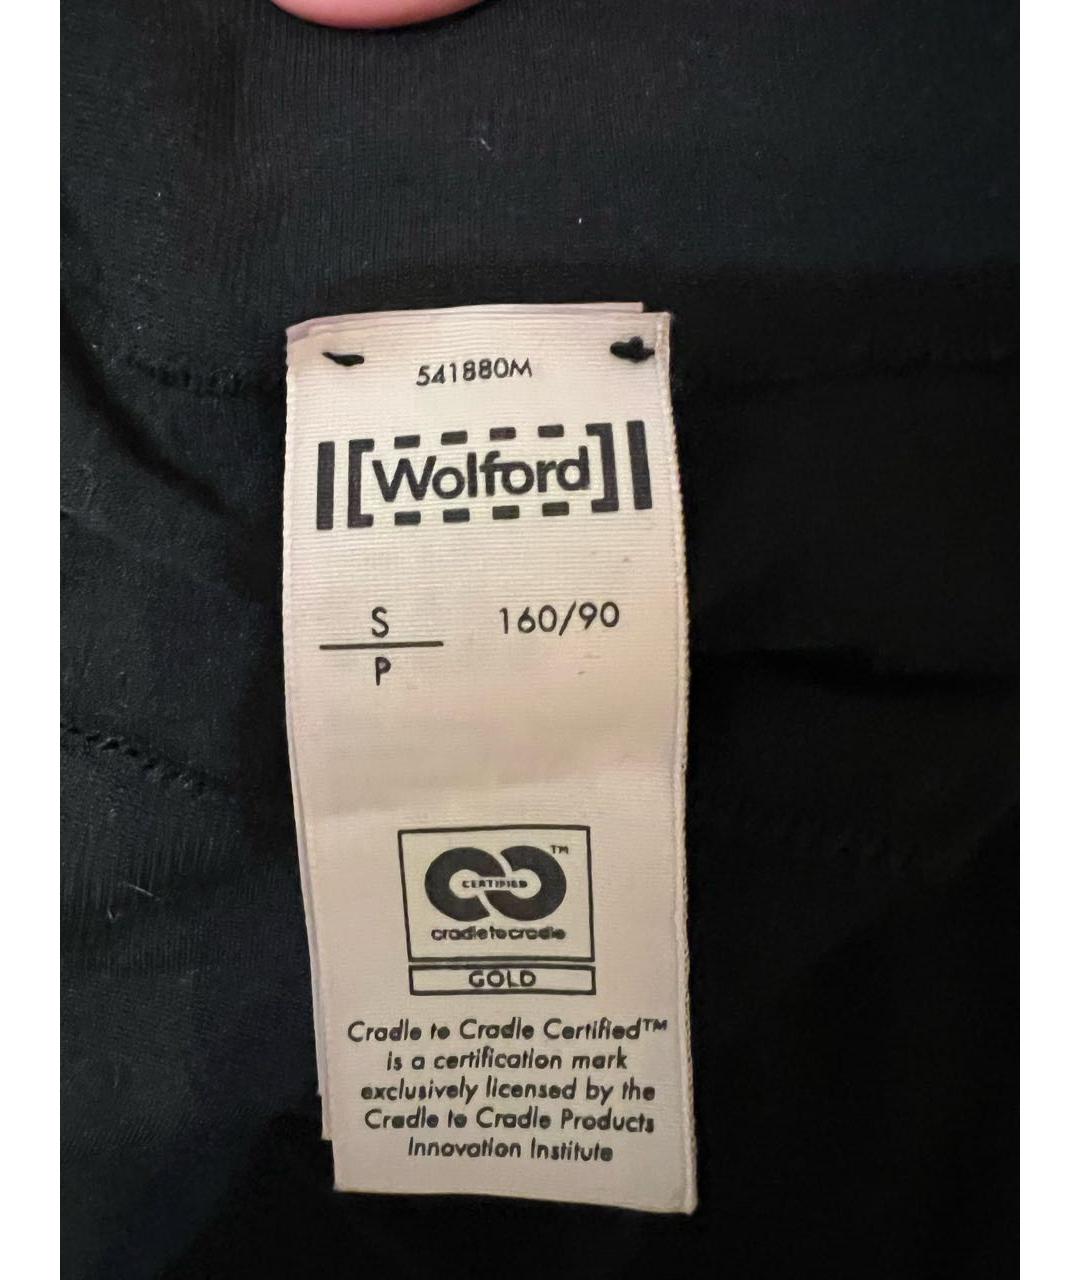 541880M
Wolford
S 160/90
P
TM
CERTIFIED
cradletocradle
GOLD
Cradle to Cradle Certified™
is a certification mark
exclusively licensed by the
Cradle to Cradle Products
Innovation Institute